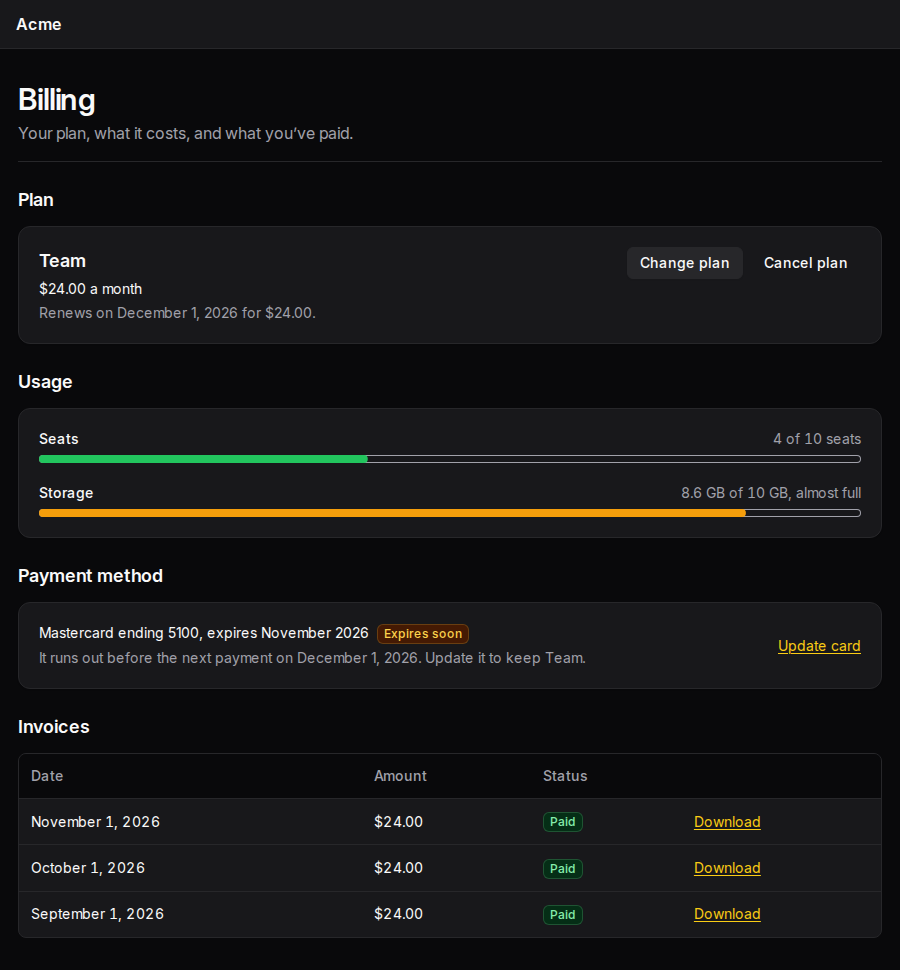 Acme
Billing
Your plan, what it costs, and what you’ve paid.
Plan
Team
Change plan
Cancel plan
$24.00 a month
Renews on December 1, 2026 for $24.00.
Usage
Seats
4 of 10 seats
Storage
8.6 GB of 10 GB, almost full
Payment method
Mastercard ending 5100, expires November 2026 Expires soon
It runs out before the next payment on December 1, 2026. Update it to keep Team.
Update card
Invoices
Date Amount Status
November 1, 2026 $24.00 Paid Download
October 1, 2026 $24.00 Paid Download
September 1, 2026 $24.00 Paid Download